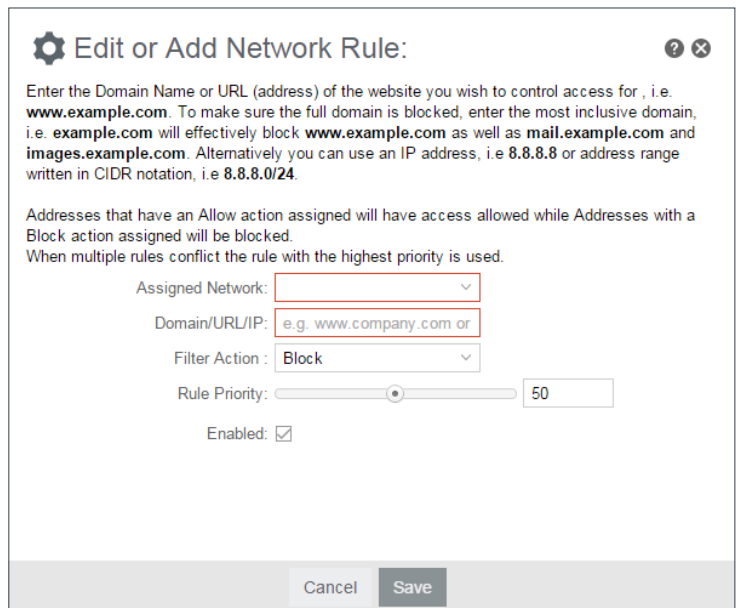 Edit or Add Network Rule:
Enter the Domain Name or URL (address) of the website you wish to control access for , i.e.
www.example.com. To make sure the full domain is blocked, enter the most inclusive domain,
i.e. example.com will effectively block www.example.com as well as mail.example.com and
images.example.com. Alternatively you can use an IP address, i.e 8.8.8.8 or address range
written in CIDR notation, i.e 8.8.8.0/24.
Addresses that have an Allow action assigned will have access allowed while Addresses with a
Block action assigned will be blocked.
When multiple rules conflict the rule with the highest priority is used.
Assigned Network:
Domain/URL/IP: e.g. www.company.com or
Filter Action : Block
Rule Priority: 50
Enabled:
Cancel Save